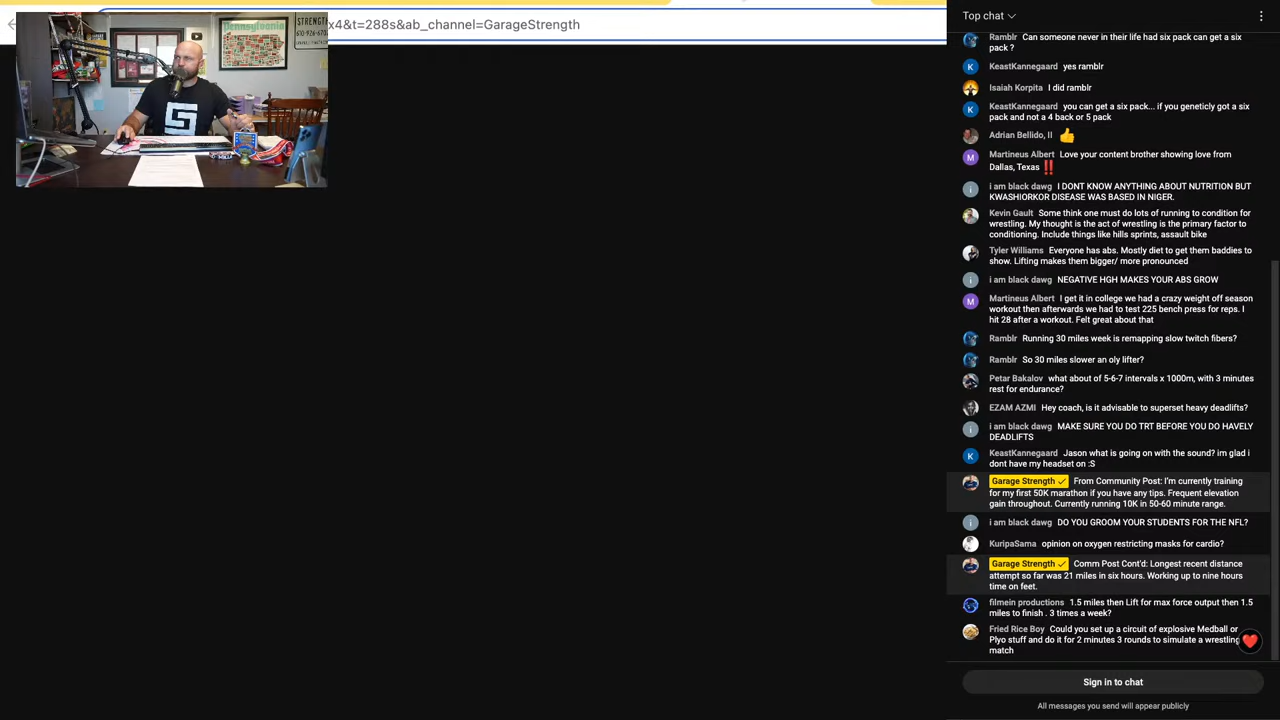 x4&t=288s&ab_channel=GarageStrength
Pennsylvania
STRENGTH
610-926-670
Top chat
Ramblr Can someone never in their life had six pack can get a six
pack ?
KeastKannegaard yes ramblr
Isaiah Korpita I did ramblr
KeastKannegaard you can get a six pack... if you geneticly got a six
pack and not a 4 back or 5 pack
Adrian Bellido, II 👍
Martineus Albert Love your content brother showing love from
Dallas, Texas ‼️
i am black dawg I DONT KNOW ANYTHING ABOUT NUTRITION BUT
KWASHIORKOR DISEASE WAS BASED IN NIGER.
Kevin Gault Some think one must do lots of running to condition for
wrestling. My thought is the act of wrestling is the primary factor to
conditioning. Include things like hills sprints, assault bike
Tyler Williams Everyone has abs. Mostly diet to get them baddies to
show. Lifting makes them bigger/ more pronounced
i am black dawg NEGATIVE HGH MAKES YOUR ABS GROW
Martineus Albert I get it in college we had a crazy weight off season
workout then afterwards we had to test 225 bench press for reps. I
hit 28 after a workout. Felt great about that
Ramblr Running 30 miles week is remapping slow twitch fibers?
Ramblr So 30 miles slower an oly lifter?
Petar Bakalov what about of 5-6-7 intervals x 1000m, with 3 minutes
rest for endurance?
EZAM AZMI Hey coach, is it advisable to superset heavy deadlifts?
i am black dawg MAKE SURE YOU DO TRT BEFORE YOU DO HAVELY
DEADLIFTS
KeastKannegaard Jason what is going on with the sound? im glad i
dont have my headset on :S
Garage Strength From Community Post: I'm currently training
for my first 50K marathon if you have any tips. Frequent elevation
gain throughout. Currently running 10K in 50-60 minute range.
i am black dawg DO YOU GROOM YOUR STUDENTS FOR THE NFL?
KuripaSama opinion on oxygen restricting masks for cardio?
Garage Strength Comm Post Cont'd: Longest recent distance
attempt so far was 21 miles in six hours. Working up to nine hours
time on feet.
filmein productions 1.5 miles then Lift for max force output then 1.5
miles to finish . 3 times a week?
Fried Rice Boy Could you set up a circuit of explosive Medball or
Plyo stuff and do it for 2 minutes 3 rounds to simulate a wrestling
match
Sign in to chat
All messages you send will appear publicly